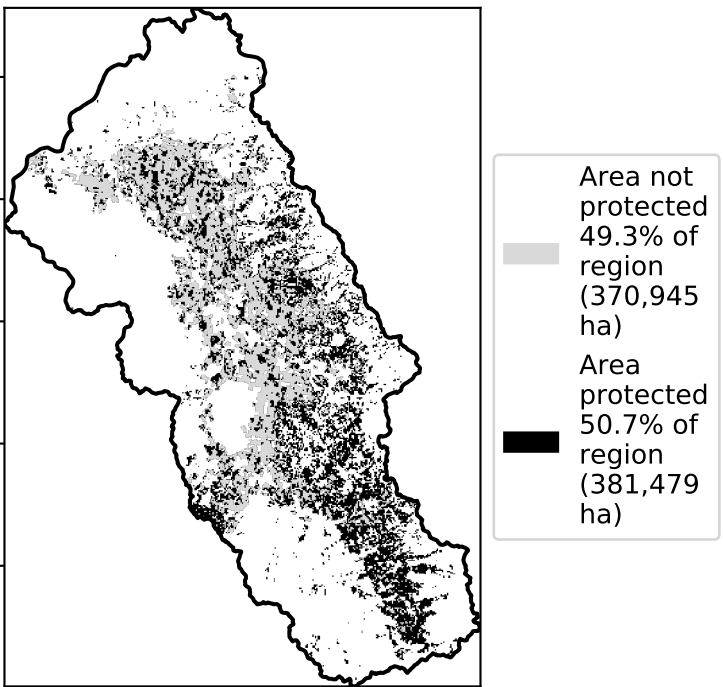 Area not
protected
49.3% of
region
(370,945
ha)
Area
protected
50.7% of
region
(381,479
ha)